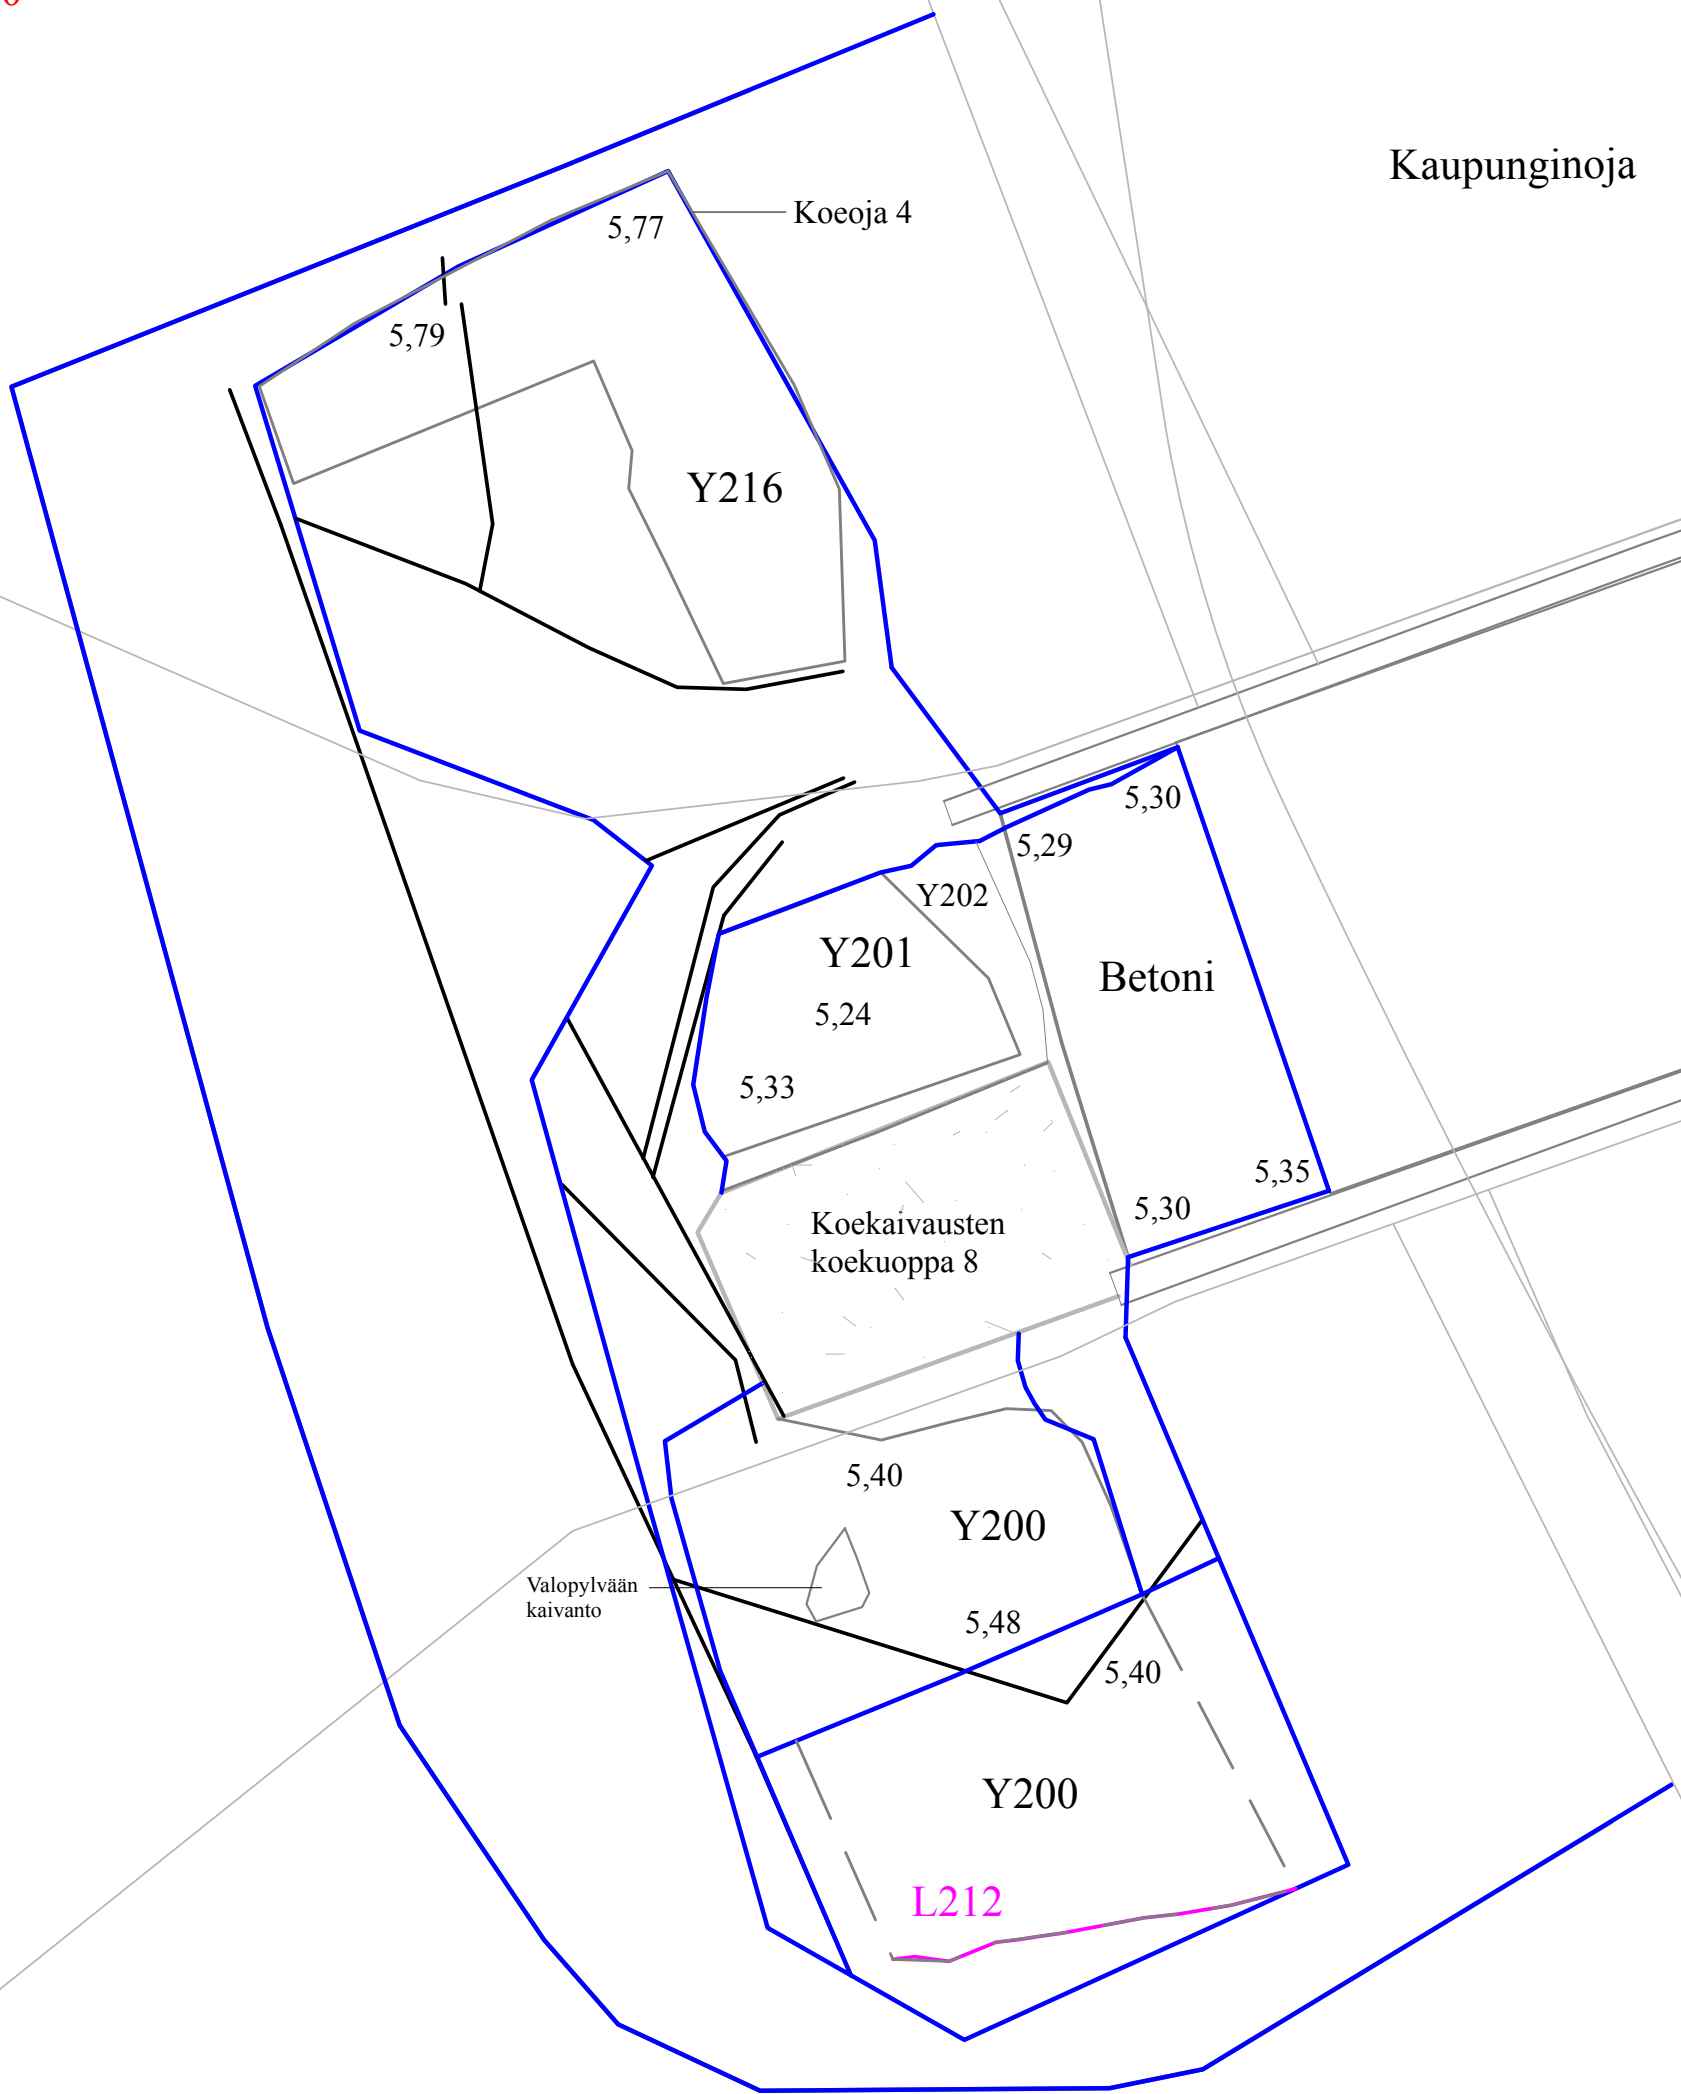 Kaupunginoja
Koeoja 4
5,77
5,79
Y216
5,30
5,29
Y202
Y201
Betoni
5,24
5,33
5,35
5,30
Koekaivausten
koekuoppa 8
5,40
Y200
Valopylvään
kaivanto
5,48
5,40
Y200
L212